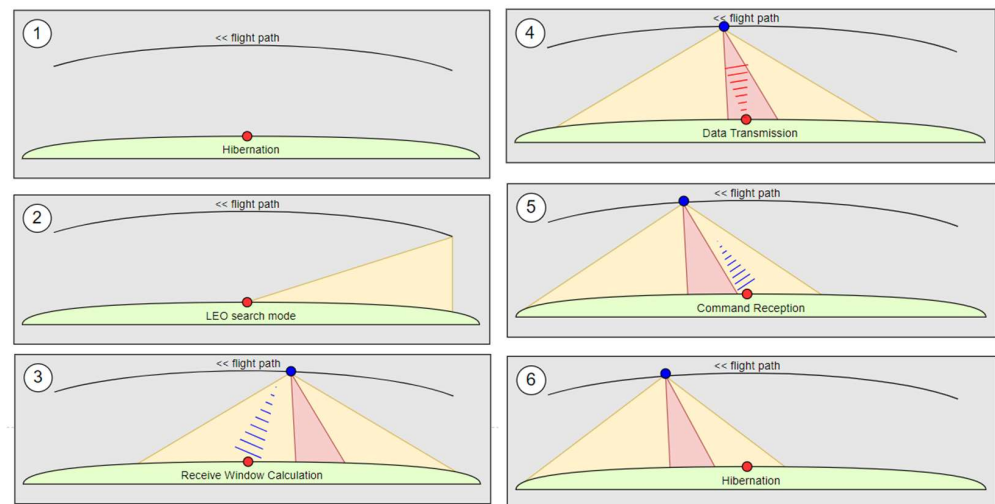 1
<< flight path
Hibernation
2
<< flight path
LEO search mode
3
<< flight path
Receive Window Calculation
4
<< flight path
Data Transmission
5
<< flight path
Command Reception
6
<< flight path
Hibernation